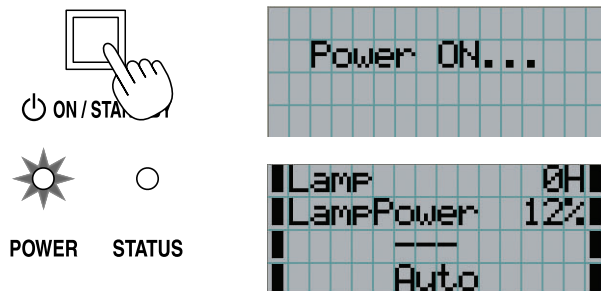 Power ON...
ON / STANDBY
Lamp 0H
LampPower 12%
---
Auto
POWER STATUS